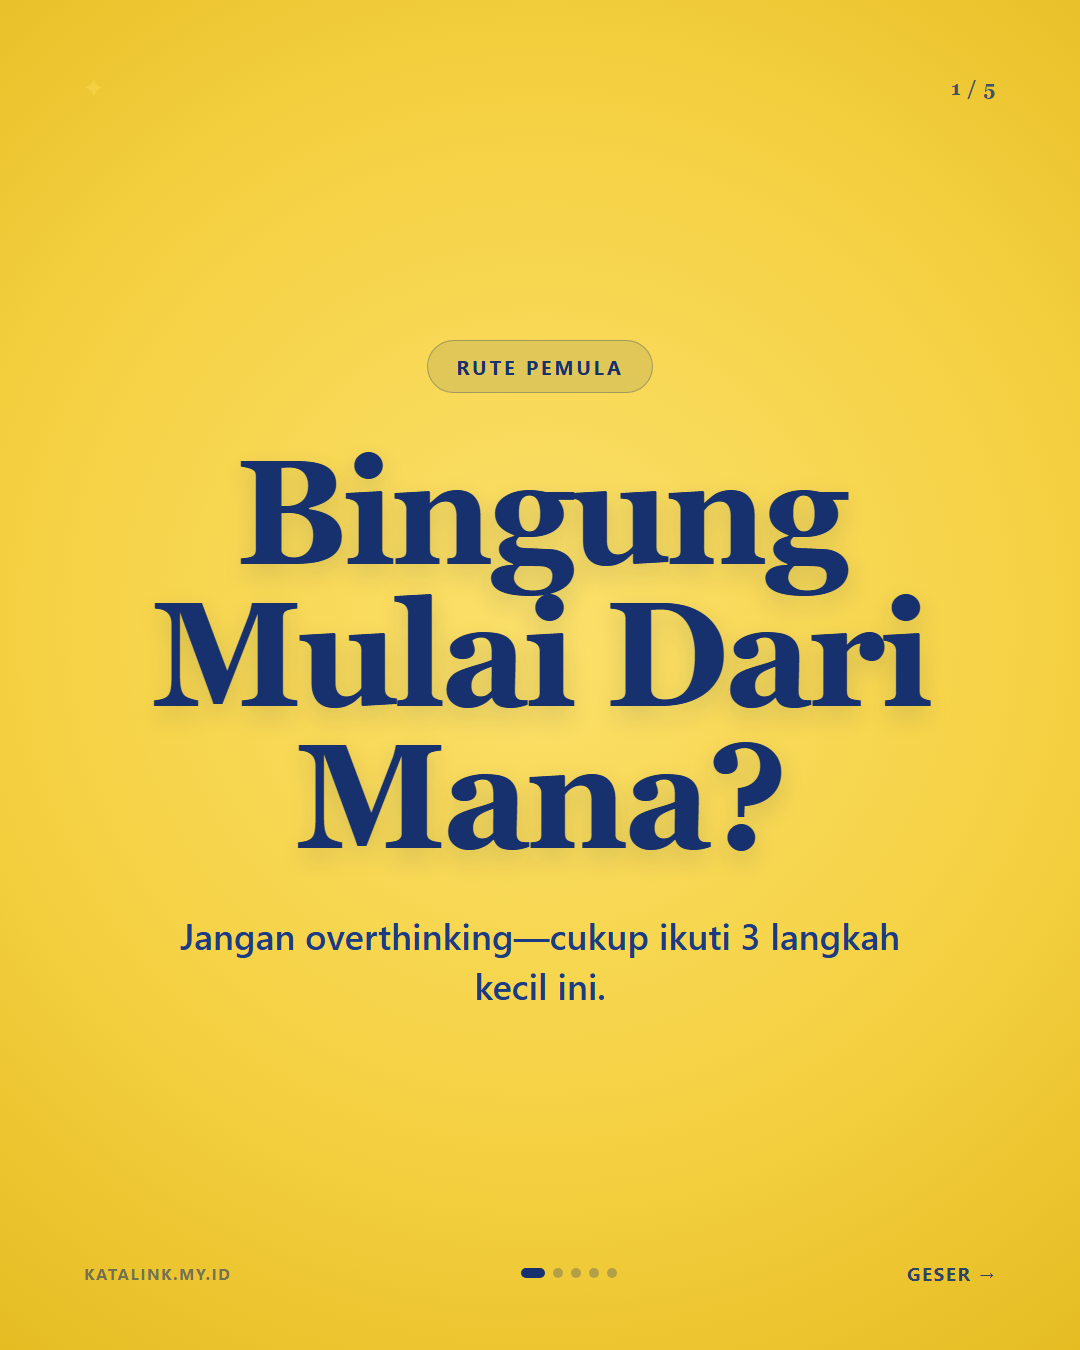 1 / 5
RUTE PEMULA
Bingung
Mulai Dari
Mana?
Jangan overthinking—cukup ikuti 3 langkah
kecil ini.
KATALINK.MY.ID
GESER →